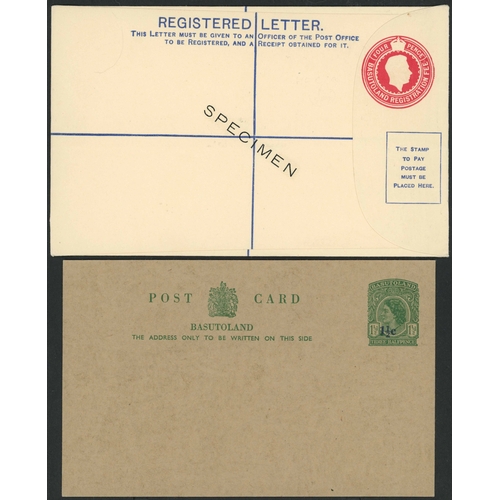 REGISTERED LETTER.
THIS LETTER MUST BE GIVEN TO AN OFFICER OF THE POST OFFICE
TO BE REGISTERED, AND A RECEIPT OBTAINED FOR IT.
FOUR PENCE
BASUTOLAND REGISTRATION FEE
SPECIMEN
THE STAMP
TO PAY
POSTAGE
MUST BE
PLACED HERE.
POST CARD
BASUTOLAND
THE ADDRESS ONLY TO BE WRITTEN ON THIS SIDE
BASUTOLAND
1½c
THREE HALFPENCE